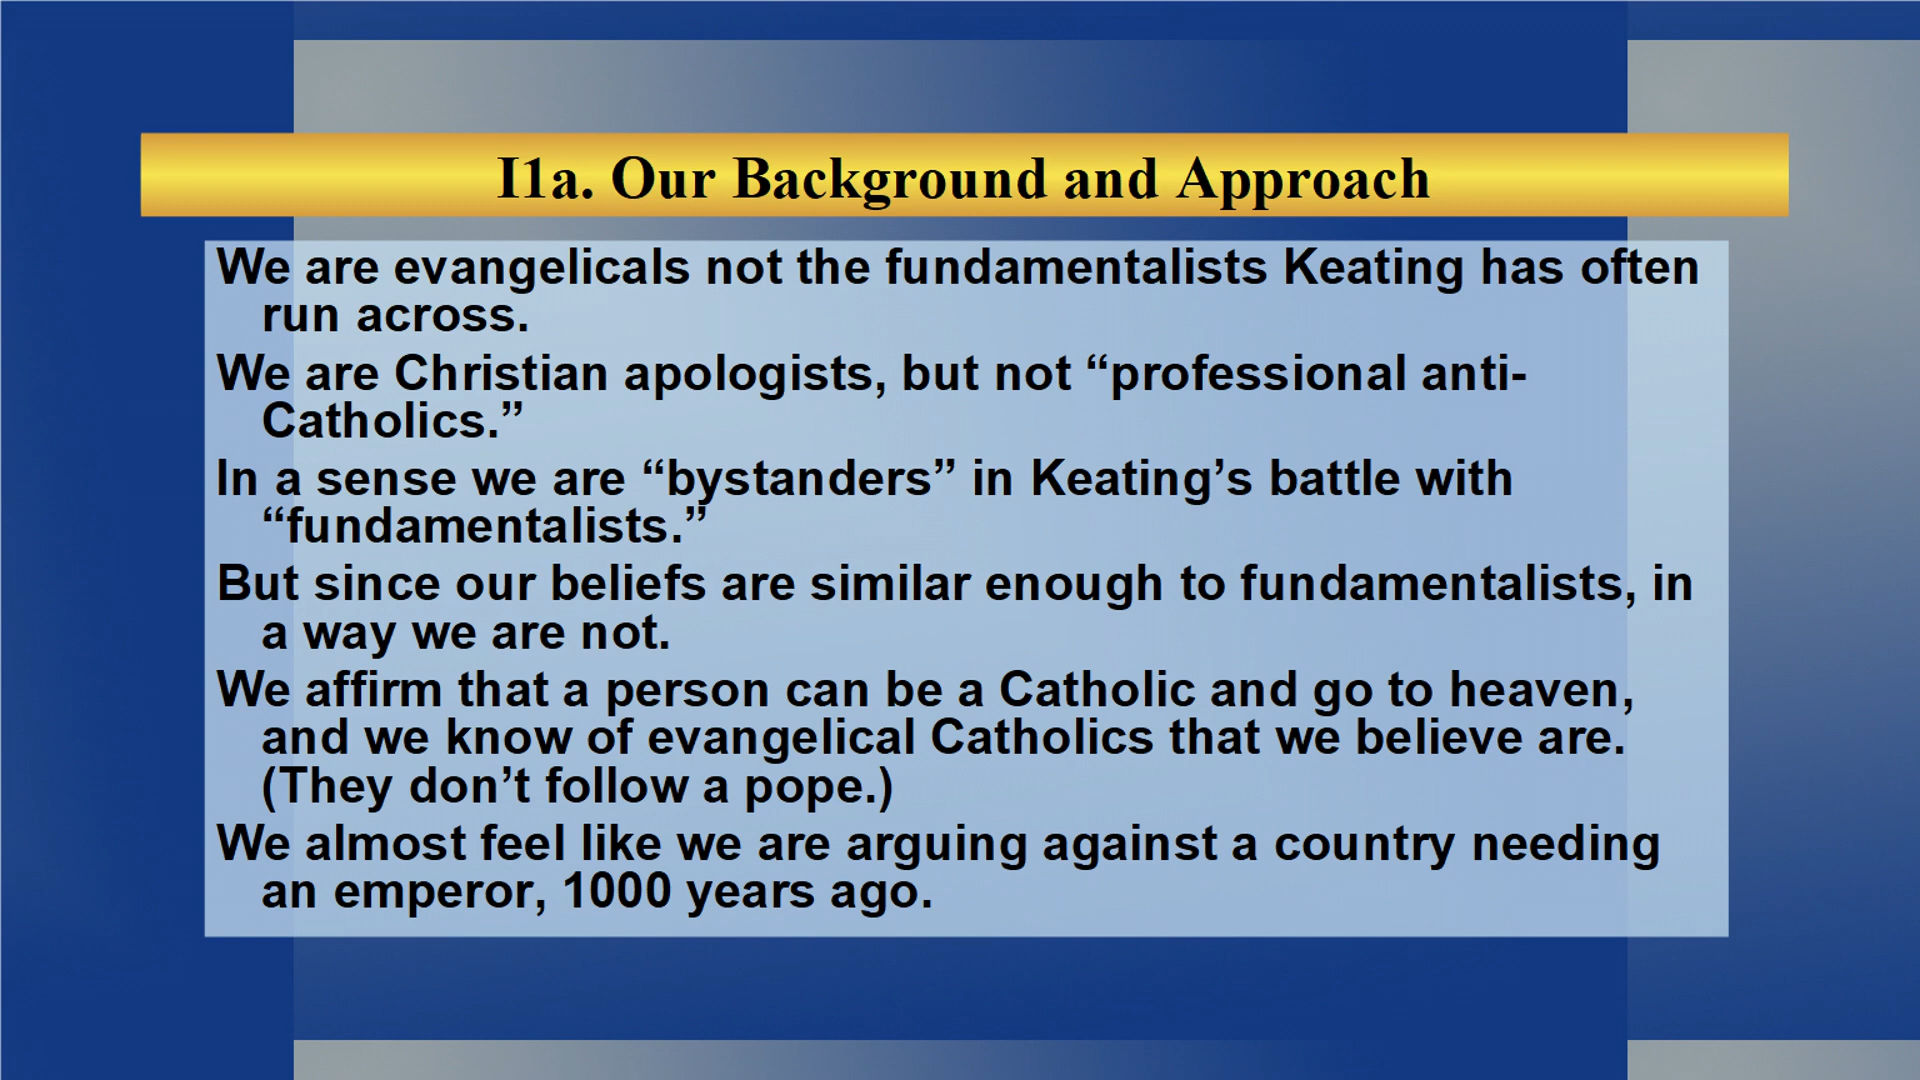 I1a. Our Background and Approach
We are evangelicals not the fundamentalists Keating has often
run across.
We are Christian apologists, but not “professional anti-
Catholics.”
In a sense we are “bystanders” in Keating’s battle with
“fundamentalists.”
But since our beliefs are similar enough to fundamentalists, in
a way we are not.
We affirm that a person can be a Catholic and go to heaven,
and we know of evangelical Catholics that we believe are.
(They don’t follow a pope.)
We almost feel like we are arguing against a country needing
an emperor, 1000 years ago.